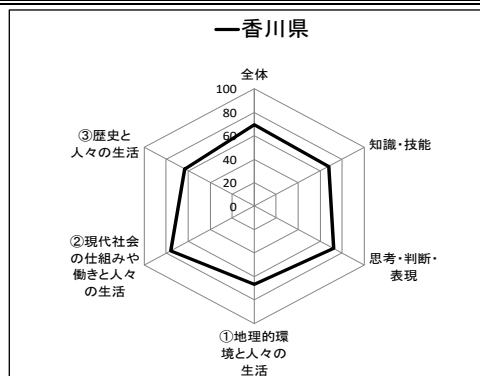 香川県
全体
知識・技能
思考・判断・
表現
①地理的環
境と人々の
生活
②現代社会
の仕組みや
働きと人々
の生活
③歴史と
人々の生活
100
80
60
40
20
0